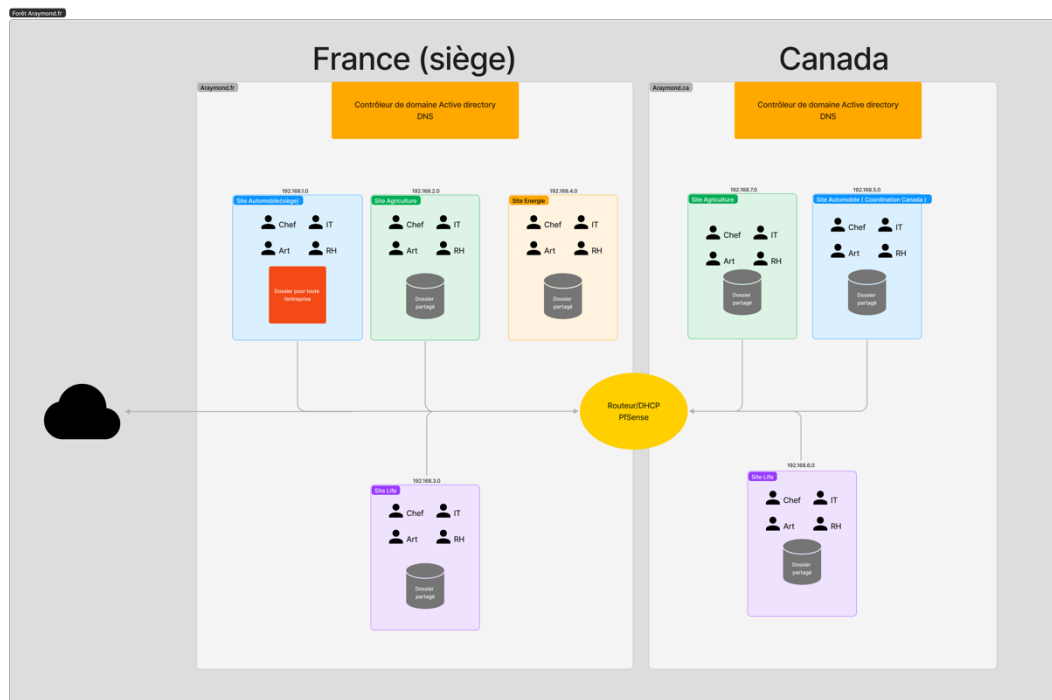 Forêt Araymond.fr
France (siège)
Canada
Araymond.fr
Contrôleur de domaine Active directory
DNS
Araymond.ca
Contrôleur de domaine Active directory
DNS
192.168.1.0
Site Automobile(siège)
Chef
IT
Art
RH
Dossier pour toute
l'entreprise
192.168.2.0
Site Agriculture
Chef
IT
Art
RH
Dossier
partagé
192.168.4.0
Site Energie
Chef
IT
Art
RH
Dossier
partagé
192.168.7.0
Site Agriculture
Chef
IT
Art
RH
Dossier
partagé
192.168.5.0
Site Automobile ( Coordination Canada )
Chef
IT
Art
RH
Dossier
partagé
Routeur/DHCP
PfSense
192.168.3.0
Site Life
Chef
IT
Art
RH
Dossier
partagé
192.168.6.0
Site Life
Chef
IT
Art
RH
Dossier
partagé